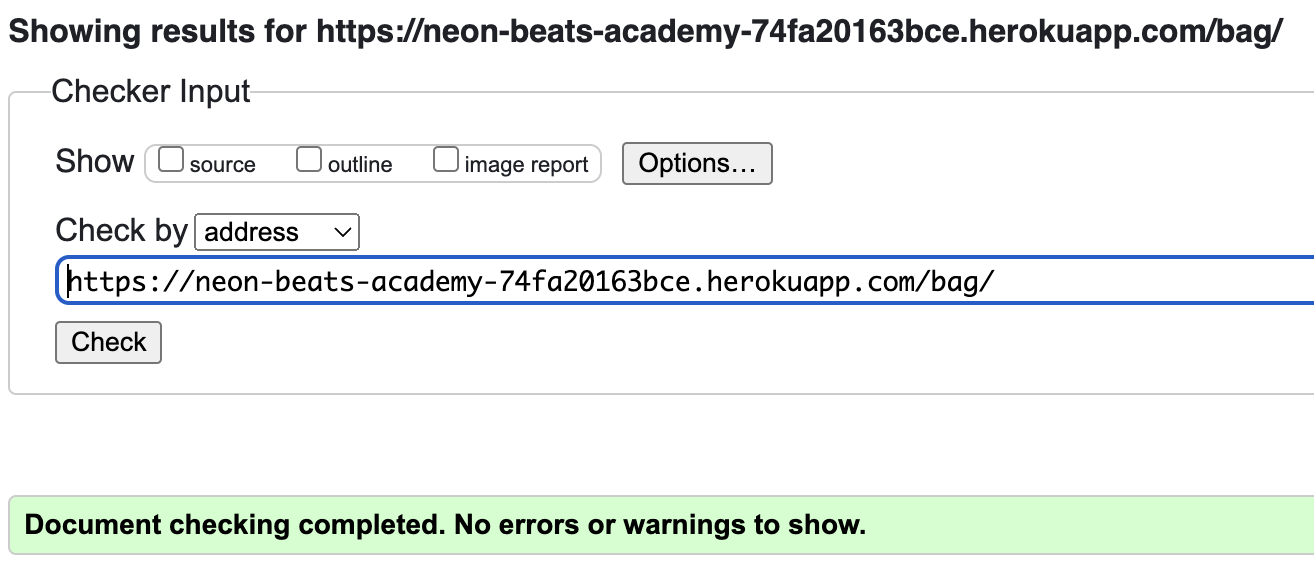 Showing results for https://neon-beats-academy-74fa20163bce.herokuapp.com/bag/
Checker Input
Show source outline image report Options...
Check by address
https://neon-beats-academy-74fa20163bce.herokuapp.com/bag/
Check
Document checking completed. No errors or warnings to show.